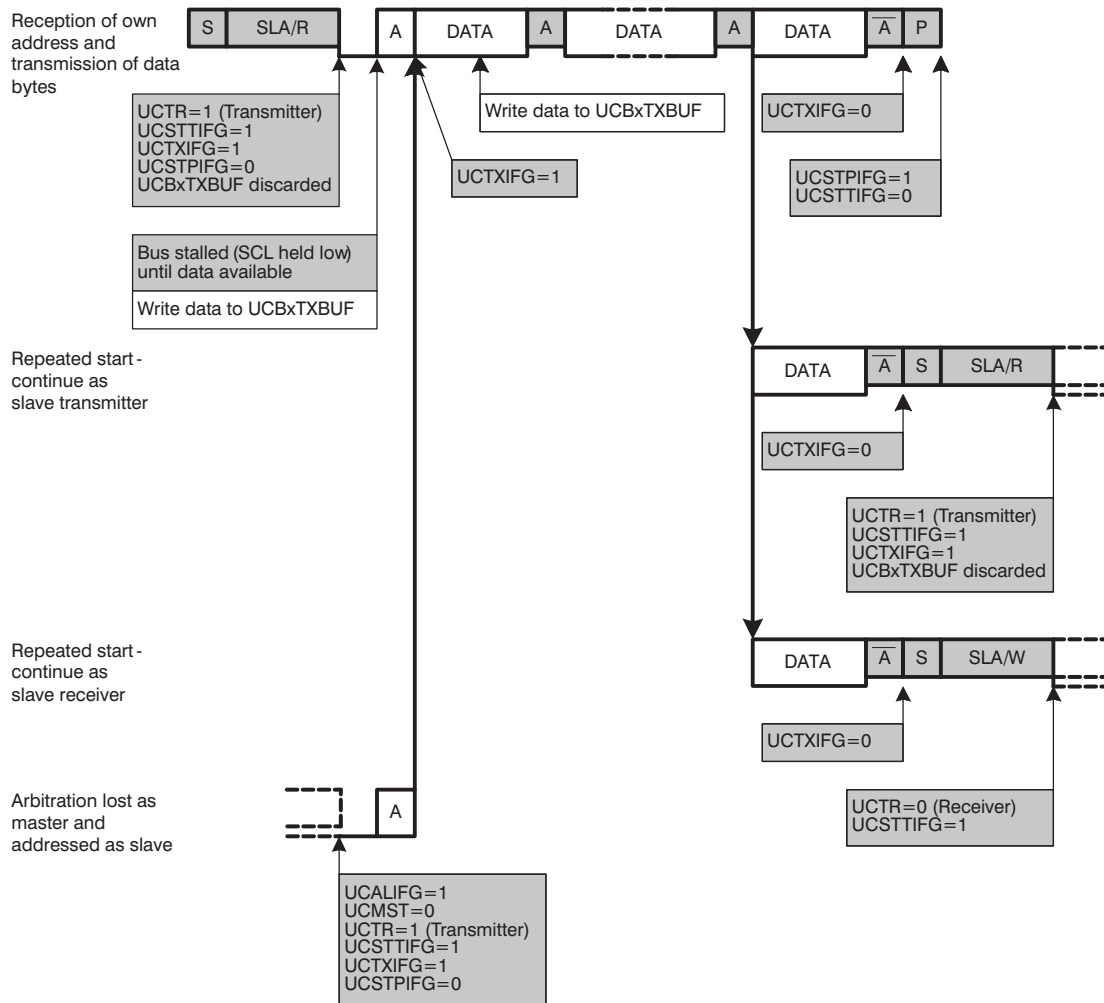 Reception of own
address and
transmission of data
bytes
S SLA/R A DATA A DATA A DATA A P
UCTR=1 (Transmitter)
UCSTTIFG=1
UCTXIFG=1
UCSTPIFG=0
UCBxTXBUF discarded
Write data to UCBxTXBUF
UCTXIFG=1
UCTXIFG=0
UCSTPIFG=1
UCSTTIFG=0
Bus stalled (SCL held low)
until data available
Write data to UCBxTXBUF
Repeated start-
continue as
slave transmitter
DATA A S SLA/R
UCTXIFG=0
UCTR=1 (Transmitter)
UCSTTIFG=1
UCTXIFG=1
UCBxTXBUF discarded
Repeated start-
continue as
slave receiver
DATA A S SLA/W
UCTXIFG=0
UCTR=0 (Receiver)
UCSTTIFG=1
Arbitration lost as
master and
addressed as slave
A
UCALIFG=1
UCMST=0
UCTR=1 (Transmitter)
UCSTTIFG=1
UCTXIFG=1
UCSTPIFG=0